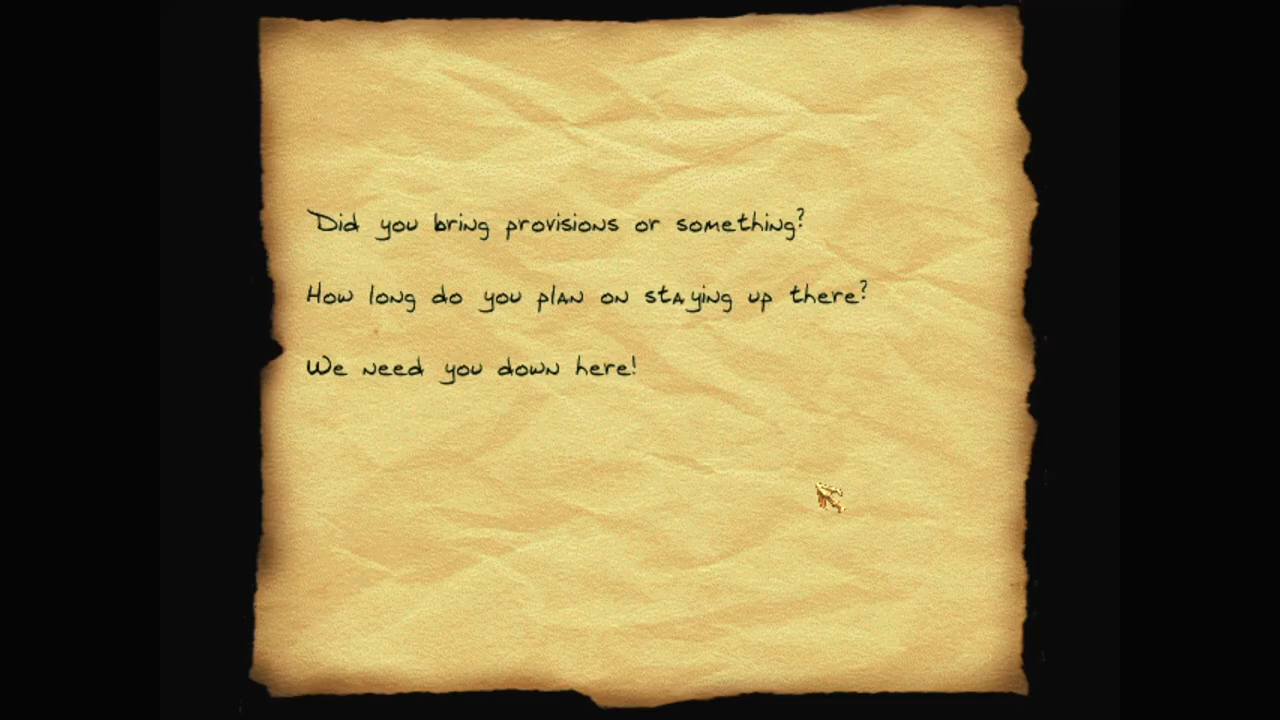 Did you bring provisions or something?
How long do you plan on staying up there?
We need you down here!